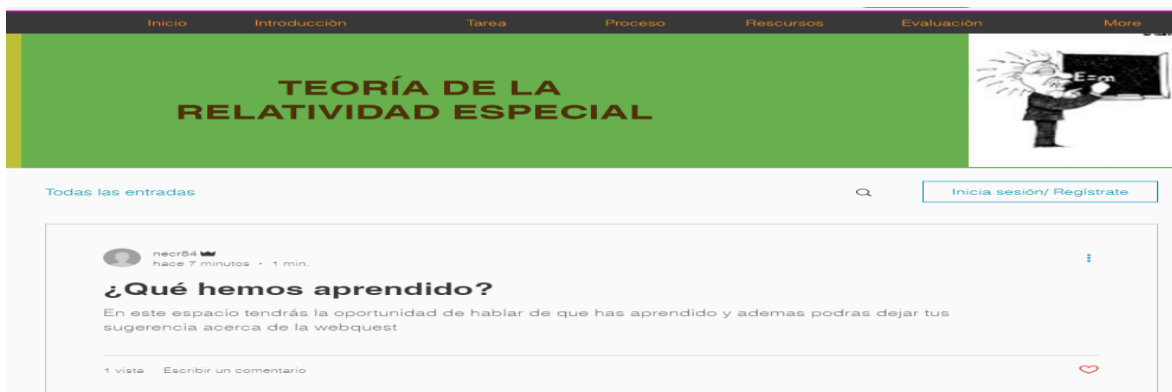 Inicio Introducción Tarea Proceso Rescursos Evaluación More
TEORÍA DE LA
RELATIVIDAD ESPECIAL
E=m
Todas las entradas
Inicia sesión/ Regístrate
necr84
hace 7 minutos · 1 min.
¿Qué hemos aprendido?
En este espacio tendrás la oportunidad de hablar de que has aprendido y ademas podras dejar tus
sugerencia acerca de la webquest
1 vista Escribir un comentario